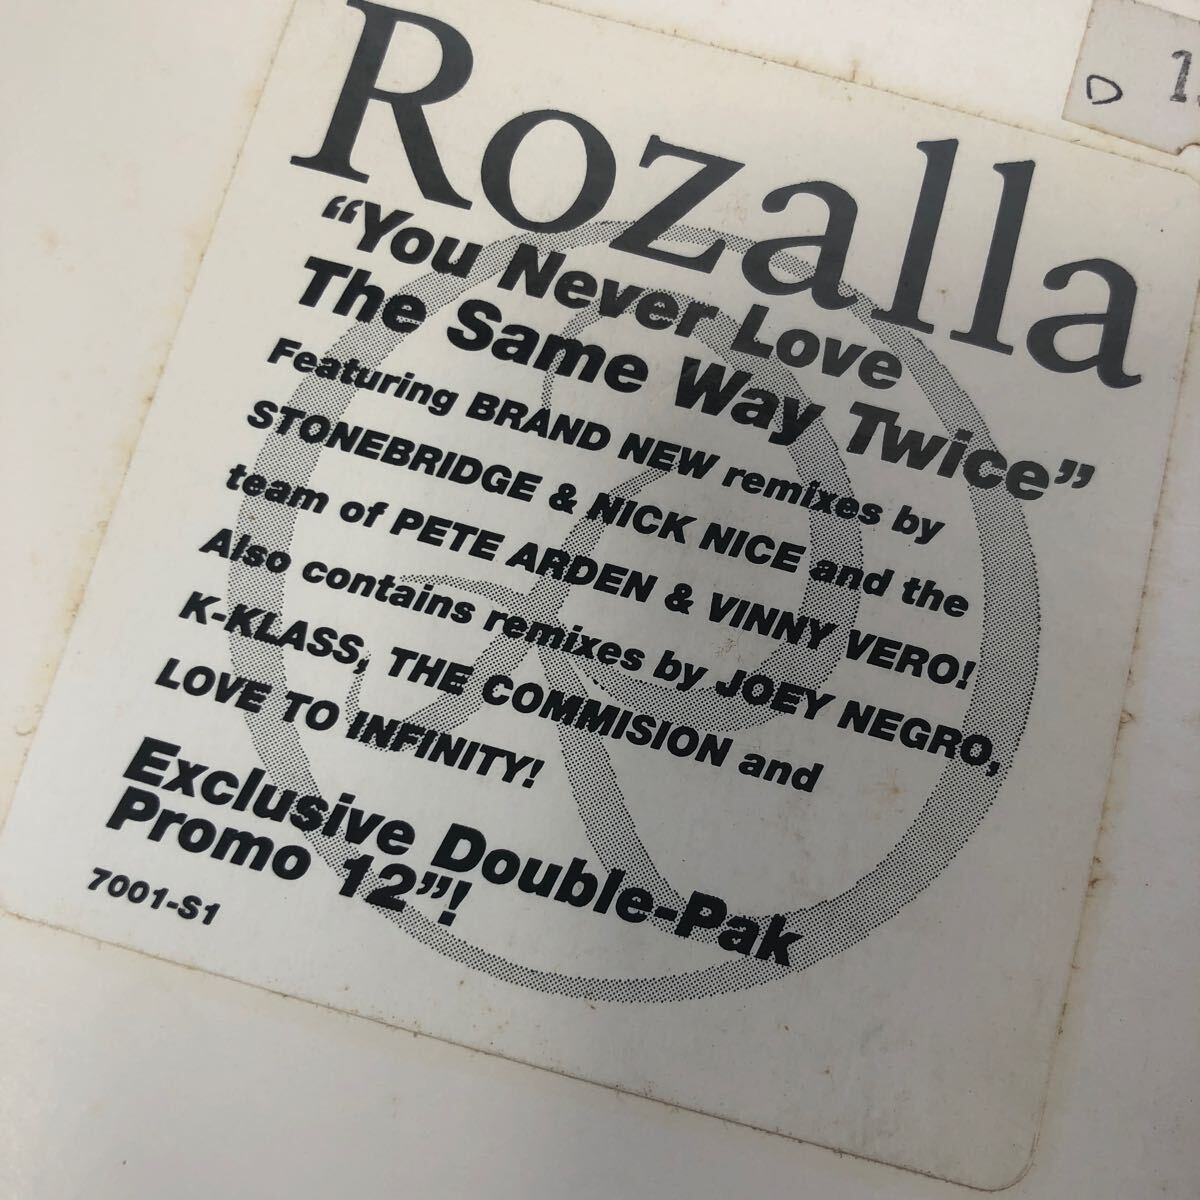 Rozalla
“You Never Love
The Same Way Twice”
Featuring BRAND NEW remixes by
STONEBRIDGE & NICK NICE and the
team of PETE ARDEN & VINNY VERO!
Also contains remixes by JOEY NEGRO,
K-KLASS, THE COMMISION and
LOVE TO INFINITY!
Exclusive Double-Pak
Promo 12”!
7001-S1
D